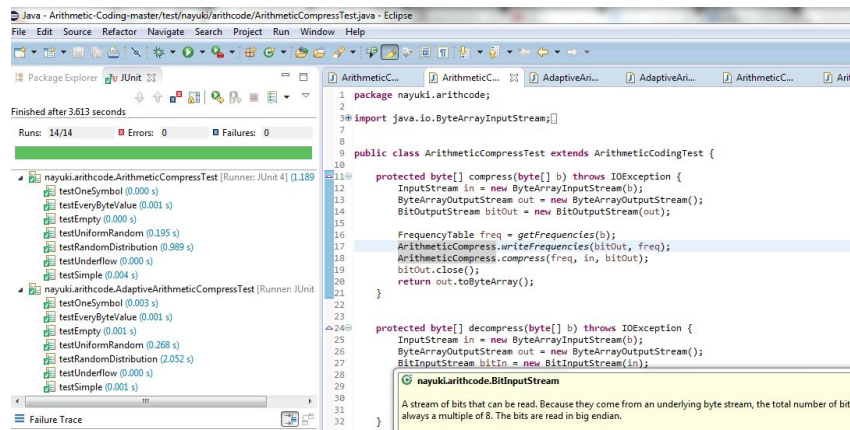 Java - Arithmetic-Coding-master/test/nayuki/arithcode/ArithmeticCompressTest.java - Eclipse
File Edit Source Refactor Navigate Search Project Run Window Help
Package Explorer JUnit
Finished after 3.613 seconds
Runs: 14/14 Errors: 0 Failures: 0
nayuki.arithcode.ArithmeticCompressTest [Runner: JUnit 4] (1.189
testOneSymbol (0.000 s)
testEveryByteValue (0.001 s)
testEmpty (0.000 s)
testUniformRandom (0.195 s)
testRandomDistribution (0.989 s)
testUnderflow (0.000 s)
testSimple (0.004 s)
nayuki.arithcode.AdaptiveArithmeticCompressTest [Runner: JUnit
testOneSymbol (0.003 s)
testEveryByteValue (0.001 s)
testEmpty (0.001 s)
testUniformRandom (0.268 s)
testRandomDistribution (2.052 s)
testUnderflow (0.000 s)
testSimple (0.001 s)
Failure Trace
ArithmeticC... ArithmeticC... AdaptiveAri... AdaptiveAri... ArithmeticC... Ari
1 package nayuki.arithcode;
2
3 import java.io.ByteArrayInputStream;
7
8
9 public class ArithmeticCompressTest extends ArithmeticCodingTest {
10
11 protected byte[] compress(byte[] b) throws IOException {
12 InputStream in = new ByteArrayInputStream(b);
13 ByteArrayOutputStream out = new ByteArrayOutputStream();
14 BitOutputStream bitOut = new BitOutputStream(out);
15
16 FrequencyTable freq = getFrequencies(b);
17 ArithmeticCompress.writeFrequencies(bitOut, freq);
18 ArithmeticCompress.compress(freq, in, bitOut);
19 bitOut.close();
20 return out.toByteArray();
21 }
22
23
24 protected byte[] decompress(byte[] b) throws IOException {
25 InputStream in = new ByteArrayInputStream(b);
26 ByteArrayOutputStream out = new ByteArrayOutputStream();
27 BitInputStream bitIn = new BitInputStream(in);
28
29
30
31
32 }
nayuki.arithcode.BitInputStream
A stream of bits that can be read. Because they come from an underlying byte stream, the total number of bit
always a multiple of 8. The bits are read in big endian.